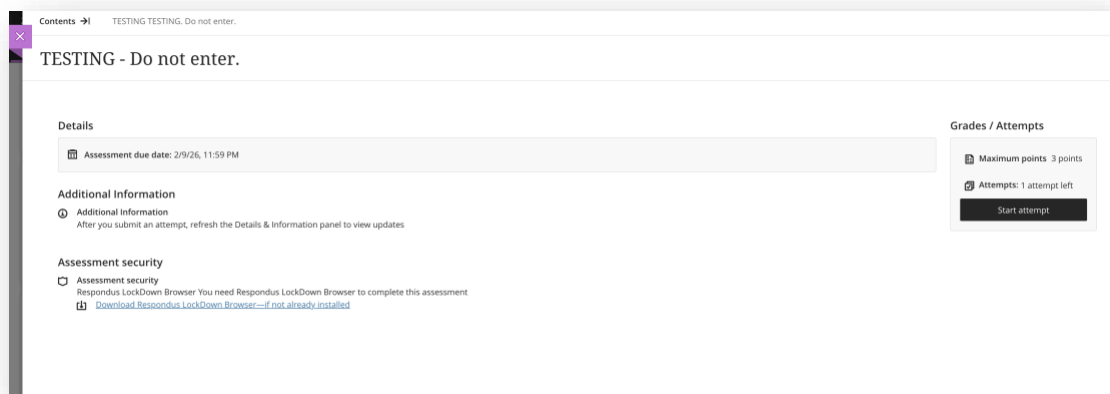 Contents
TESTING TESTING. Do not enter.
TESTING - Do not enter.
Details
Assessment due date: 2/9/26, 11:59 PM
Additional Information
Additional Information
After you submit an attempt, refresh the Details & Information panel to view updates
Assessment security
Assessment security
Respondus LockDown Browser You need Respondus LockDown Browser to complete this assessment
Download Respondus LockDown Browser—if not already installed
Grades / Attempts
Maximum points 3 points
Attempts: 1 attempt left
Start attempt